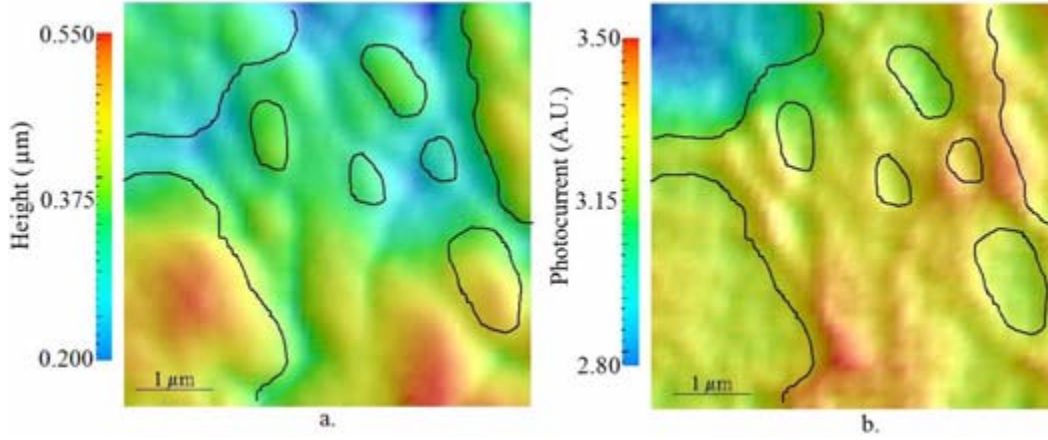 0.550
0.375
0.200
Height (µm)
1 µm
a.
3.50
3.15
2.80
Photocurrent (A.U.)
1 µm
b.